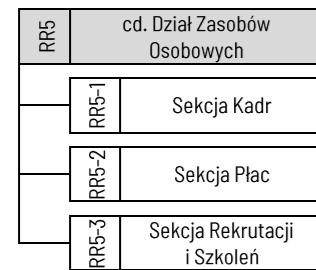 RR5
cd. Dział Zasobów
Osobowych
RR5-1
Sekcja Kadr
RR5-2
Sekcja Płac
RR5-3
Sekcja Rekrutacji
i Szkoleń